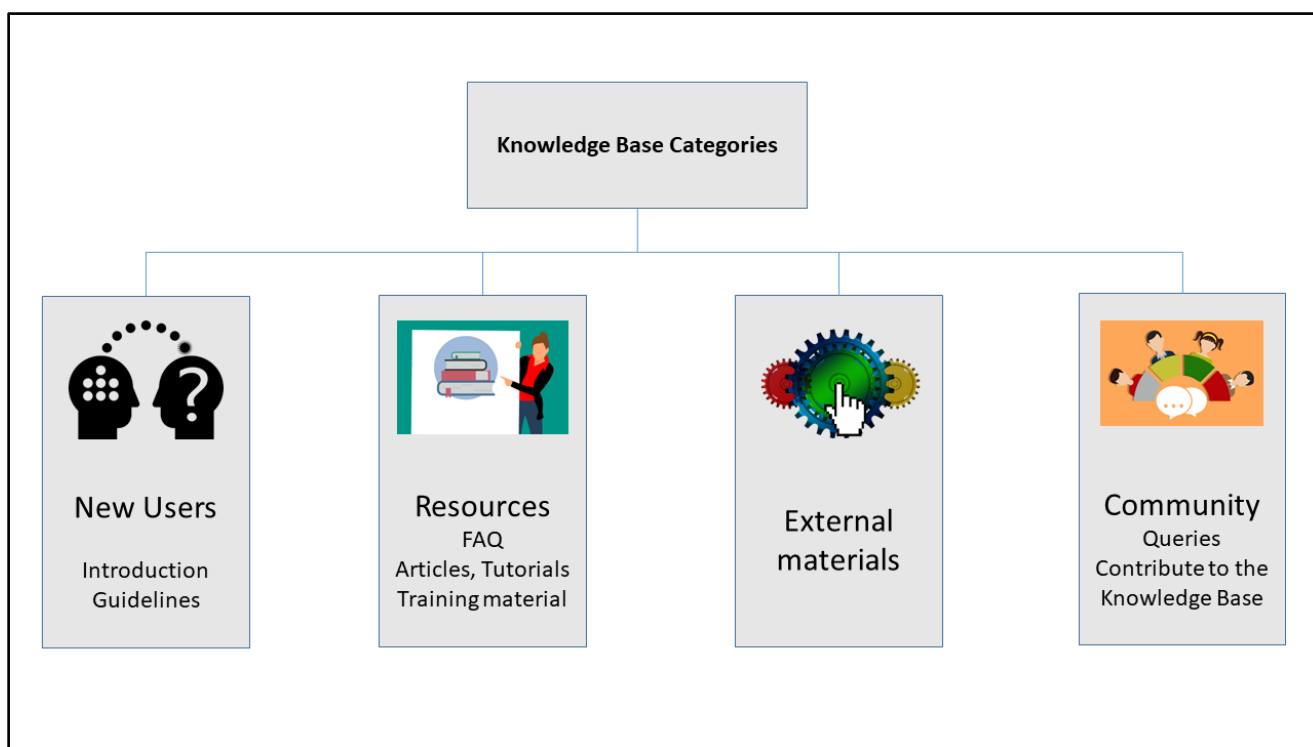 Knowledge Base Categories
New Users
Introduction
Guidelines
Resources
FAQ
Articles, Tutorials
Training material
External
materials
Community
Queries
Contribute to the
Knowledge Base